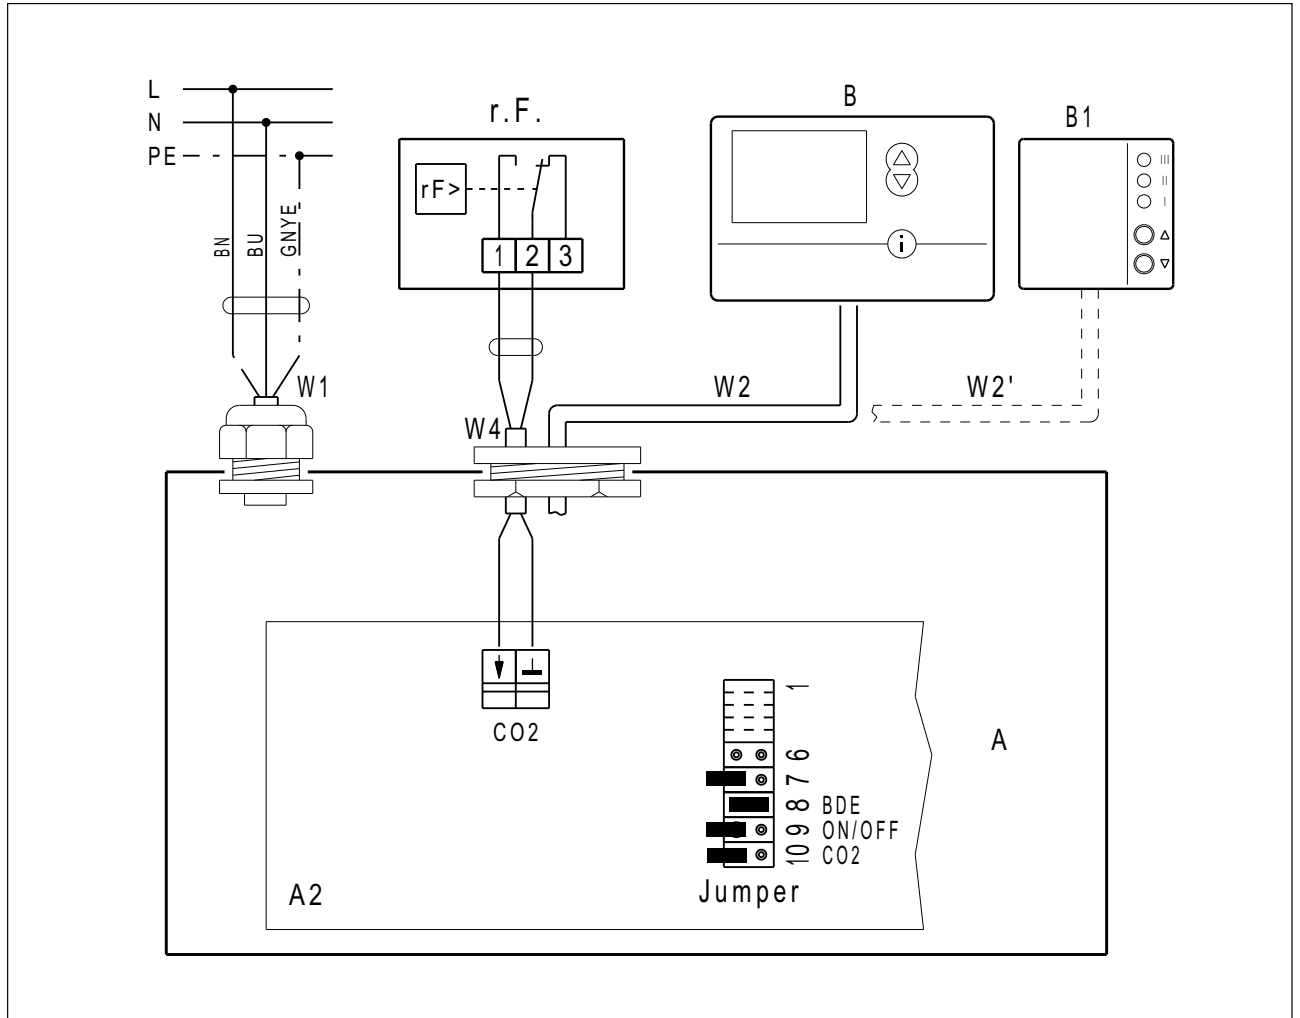 L
N
PE
BN
BU
GNYE
W1
r.F.
rF>
1 2 3
W4
B
i
W2
B1
III
II
I
W2'
CO2
1
6
7
8 BDE
9 ON/OFF
10 CO2
Jumper
A2
A